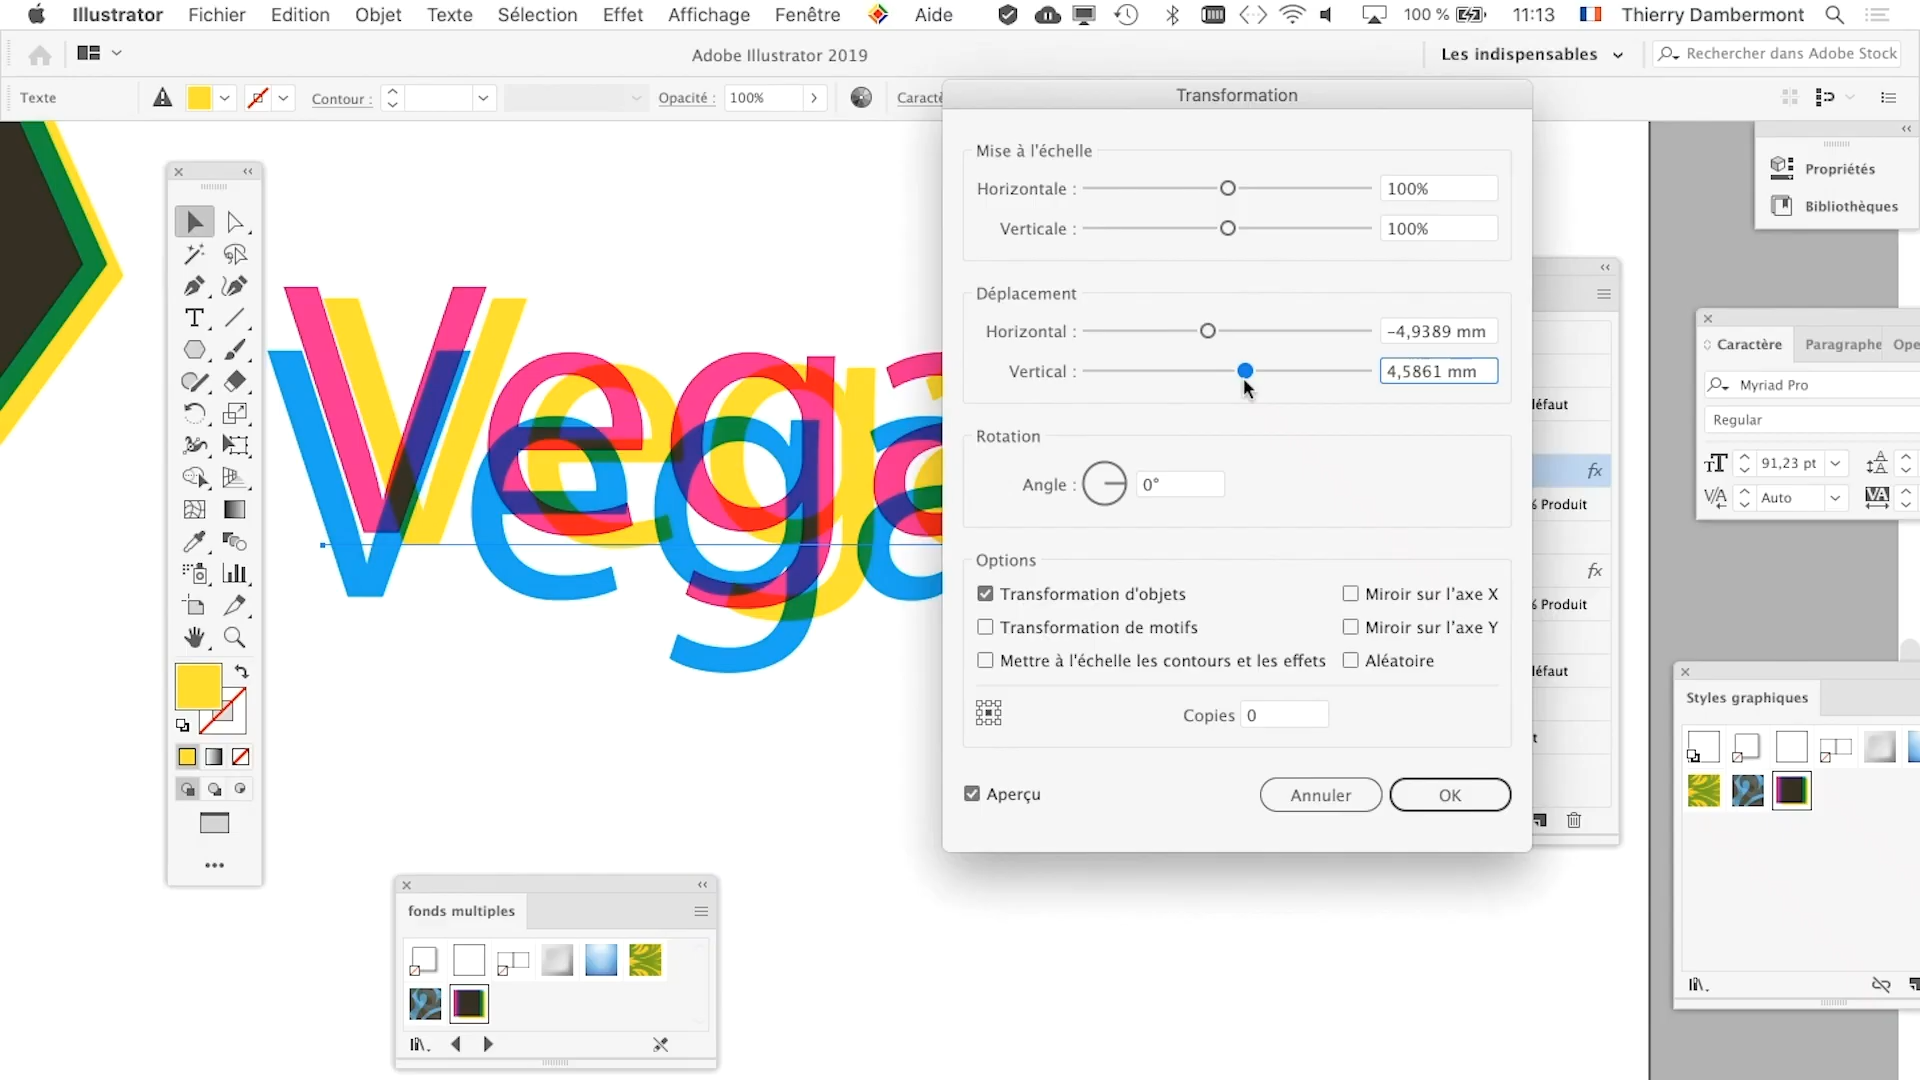 Illustrator Fichier Edition Objet Texte Sélection Effet Affichage Fenêtre Aide 100 % 11:13 Thierry Dambermont
Adobe Illustrator 2019
Les indispensables
Rechercher dans Adobe Stock
Texte
Contour :
Opacité : 100%
Transformation
Mise à l'échelle
Horizontale : 100%
Verticale : 100%
Déplacement
Horizontal : -4,9389 mm
Vertical : 4,5861 mm
Rotation
Angle : 0°
Options
Transformation d'objets
Miroir sur l'axe X
Transformation de motifs
Miroir sur l'axe Y
Mettre à l'échelle les contours et les effets
Aléatoire
Copies 0
Aperçu
Annuler OK
Vega
fx
% Produit
fx
% Produit
Propriétés
Bibliothèques
Caractère Paragraphe
Myriad Pro
Regular
91,23 pt
Auto
Styles graphiques
fonds multiples